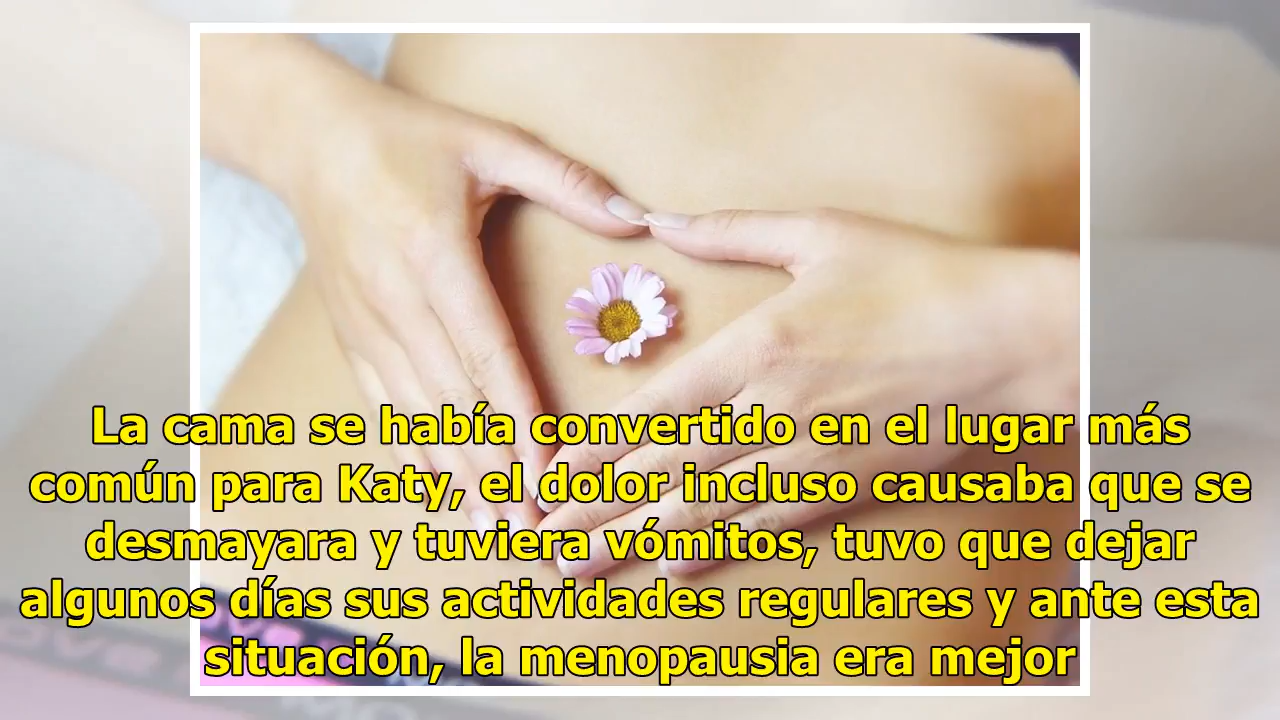 La cama se había convertido en el lugar más
común para Katy, el dolor incluso causaba que se
desmayara y tuviera vómitos, tuvo que dejar
algunos días sus actividades regulares y ante esta
situación, la menopausia era mejor